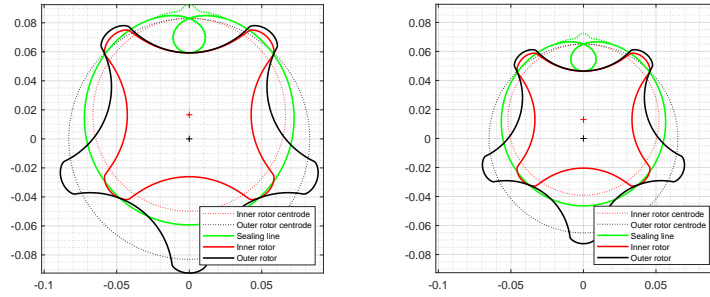 0.08
0.06
0.04
0.02
0
-0.02
-0.04
-0.06
-0.08
-0.1
-0.05
0
0.05
Inner rotor centrode
Outer rotor centrode
Sealing line
Inner rotor
Outer rotor
0.08
0.06
0.04
0.02
0
-0.02
-0.04
-0.06
-0.08
-0.1
-0.05
0
0.05
Inner rotor centrode
Outer rotor centrode
Sealing line
Inner rotor
Outer rotor